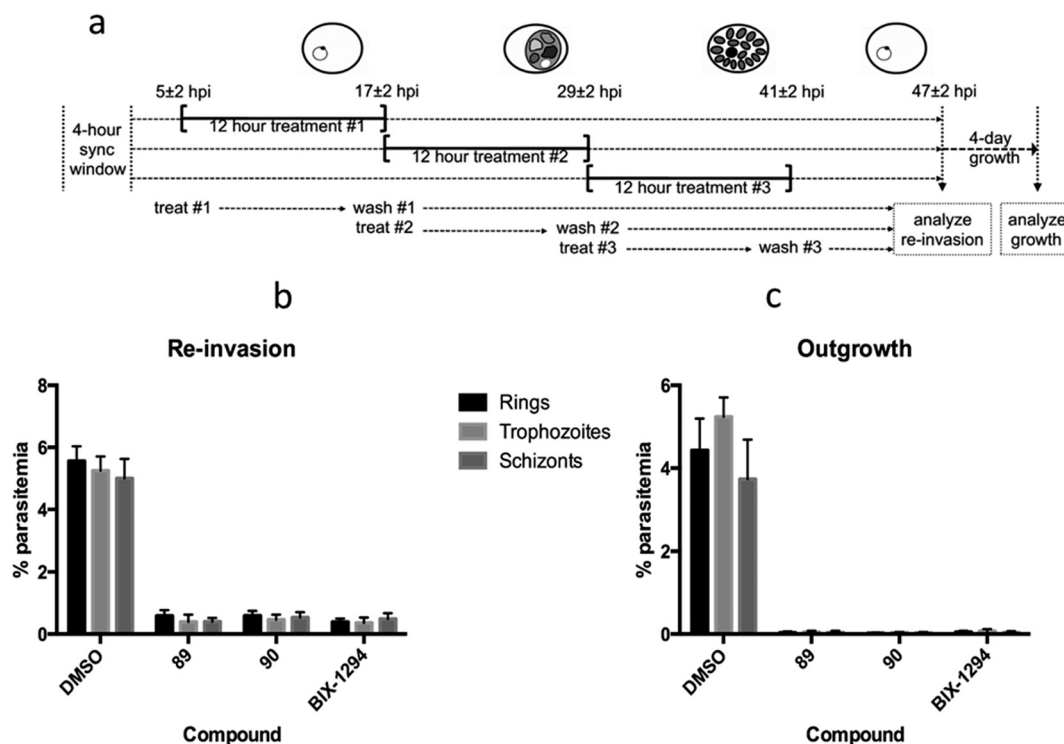 a
5±2 hpi 17±2 hpi 29±2 hpi 41±2 hpi 47±2 hpi
4-hour
sync
window
12 hour treatment #1
12 hour treatment #2
12 hour treatment #3
4-day
growth
treat #1 wash #1
treat #2 wash #2
treat #3 wash #3
analyze
re-invasion
analyze
growth
b
Re-invasion
% parasitemia
8
6
4
2
0
DMSO 89 90 BIX-1294
Compound
Rings
Trophozoites
Schizonts
c
Outgrowth
% parasitemia
6
4
2
0
DMSO 89 90 BIX-1294
Compound